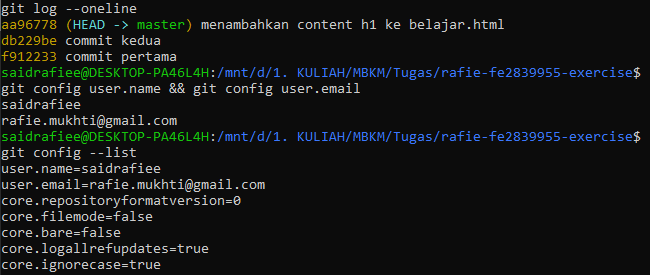 git log --oneline
aa96778 (HEAD -> master) menambahkan content h1 ke belajar.html
db229be commit kedua
f912233 commit pertama
saidrafiee@DESKTOP-PA46L4H:/mnt/d/1. KULIAH/MBKM/Tugas/rafie-fe2839955-exercise$
git config user.name && git config user.email
saidrafiee
rafie.mukhti@gmail.com
saidrafiee@DESKTOP-PA46L4H:/mnt/d/1. KULIAH/MBKM/Tugas/rafie-fe2839955-exercise$
git config --list
user.name=saidrafiee
user.email=rafie.mukhti@gmail.com
core.repositoryformatversion=0
core.filemode=false
core.bare=false
core.logallrefupdates=true
core.ignorecase=true